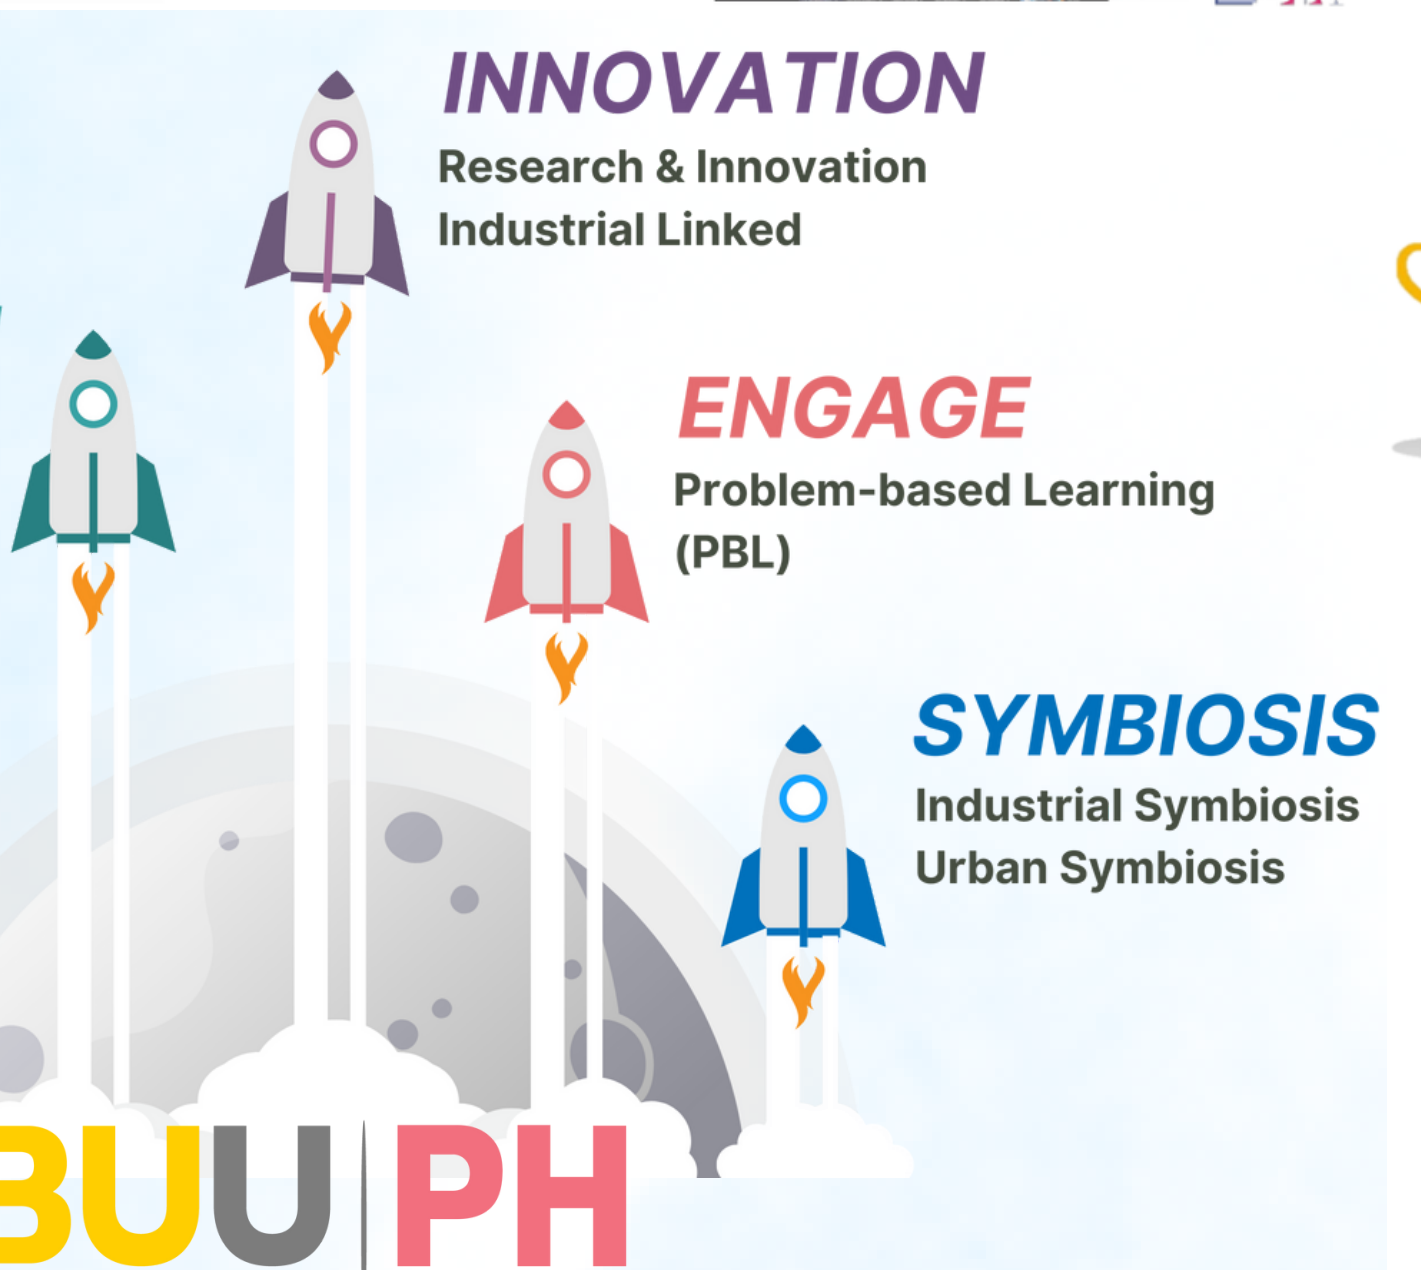 INNOVATION
Research & Innovation
Industrial Linked
ENGAGE
Problem-based Learning
(PBL)
SYMBIOSIS
Industrial Symbiosis
Urban Symbiosis
BUU|PH